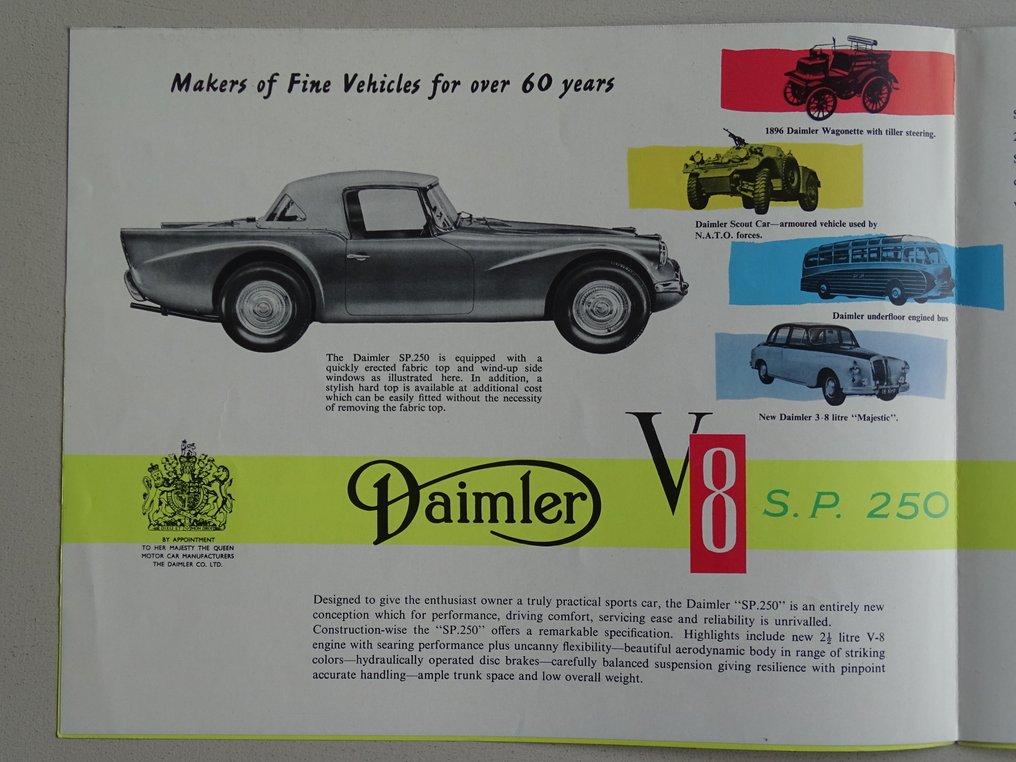 Makers of Fine Vehicles for over 60 years
1896 Daimler Wagonette with tiller steering.
Daimler Scout Car—armoured vehicle used by
N.A.T.O. forces.
Daimler underfloor engined bus
New Daimler 3·8 litre "Majestic".
The Daimler SP.250 is equipped with a
quickly erected fabric top and wind-up side
windows as illustrated here. In addition, a
stylish hard top is available at additional cost
which can be easily fitted without the necessity
of removing the fabric top.
BY APPOINTMENT
TO HER MAJESTY THE QUEEN
MOTOR CAR MANUFACTURERS
THE DAIMLER CO. LTD.
Daimler
V8
S.P. 250
Designed to give the enthusiast owner a truly practical sports car, the Daimler "SP.250" is an entirely new
conception which for performance, driving comfort, servicing ease and reliability is unrivalled.
Construction-wise the "SP.250" offers a remarkable specification. Highlights include new 2½ litre V-8
engine with searing performance plus uncanny flexibility—beautiful aerodynamic body in range of striking
colors—hydraulically operated disc brakes—carefully balanced suspension giving resilience with pinpoint
accurate handling—ample trunk space and low overall weight.